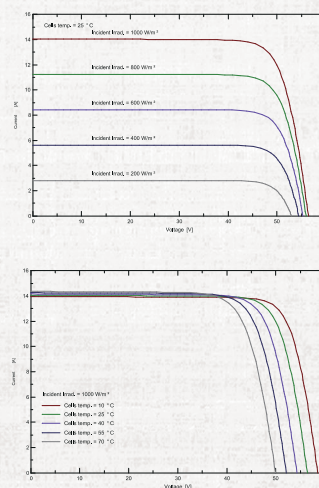 16
14
12
10
8
6
4
2
0
Current [A]
Cells temp. = 25 °C
Incident Irrad. = 1000 W/m²
Incident Irrad. = 800 W/m²
Incident Irrad. = 600 W/m²
Incident Irrad. = 400 W/m²
Incident Irrad. = 200 W/m²
0 10 20 30 40 50
Voltage [V]
16
14
12
10
8
6
4
2
0
Current [A]
Incident Irrad. = 1000 W/m²
Cells temp. = 10 °C
Cells temp. = 25 °C
Cells temp. = 40 °C
Cells temp. = 55 °C
Cells temp. = 70 °C
0 10 20 30 40 50
Voltage [V]